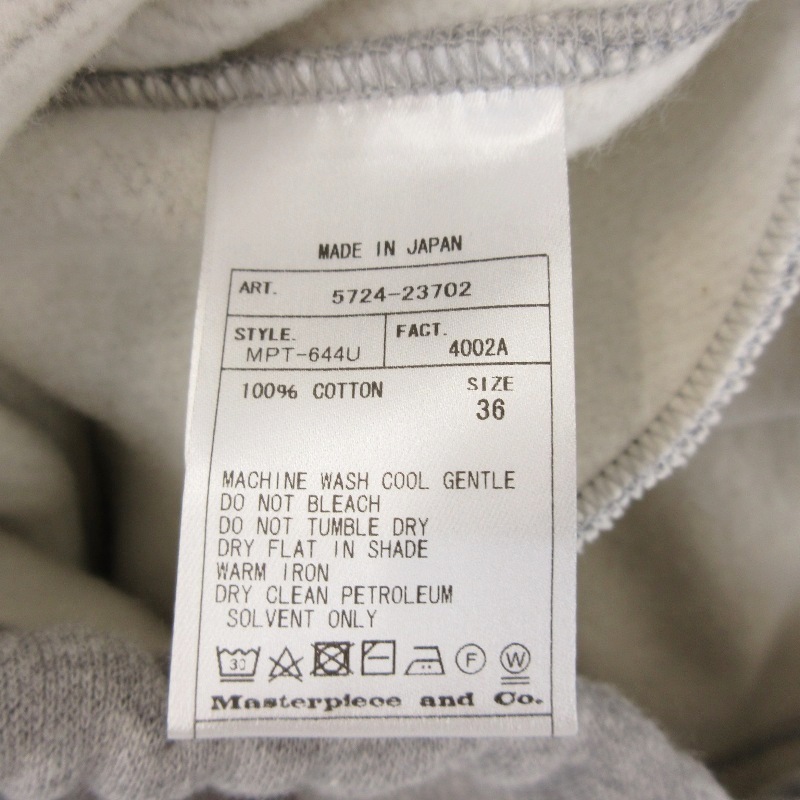 MADE IN JAPAN
ART. 5724-23702
STYLE. FACT.
MPT-644U 4002A
100% COTTON SIZE
36
MACHINE WASH COOL GENTLE
DO NOT BLEACH
DO NOT TUMBLE DRY
DRY FLAT IN SHADE
WARM IRON
DRY CLEAN PETROLEUM
SOLVENT ONLY
30 F W
Masterpiece and Co.